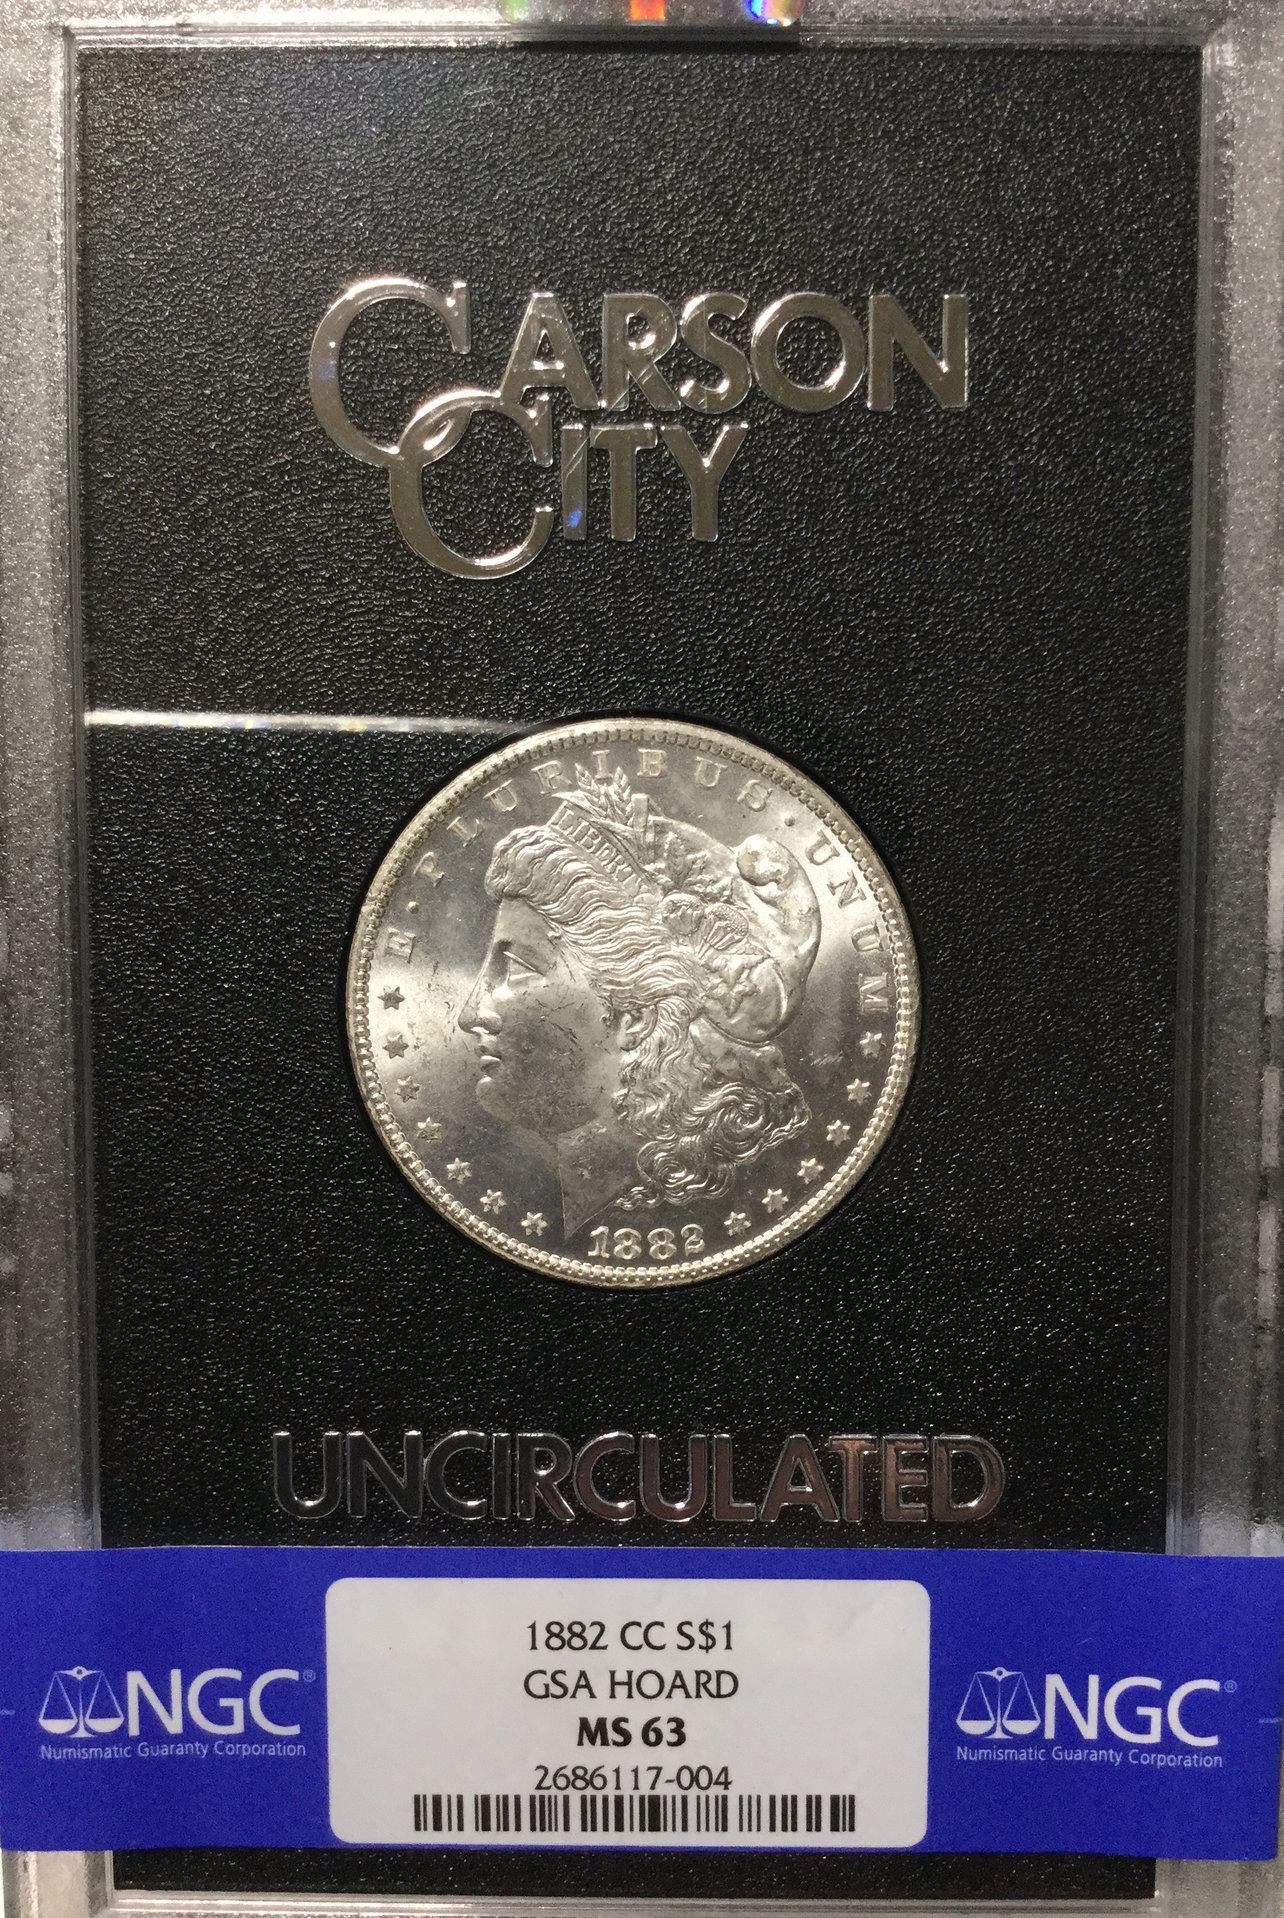 CARSON
CITY
E · PLURIBUS · UNUM
LIBERTY
1882
UNCIRCULATED
1882 CC S$1
GSA HOARD
MS 63
2686117-004
NGC®
Numismatic Guaranty Corporation
NGC®
Numismatic Guaranty Corporation